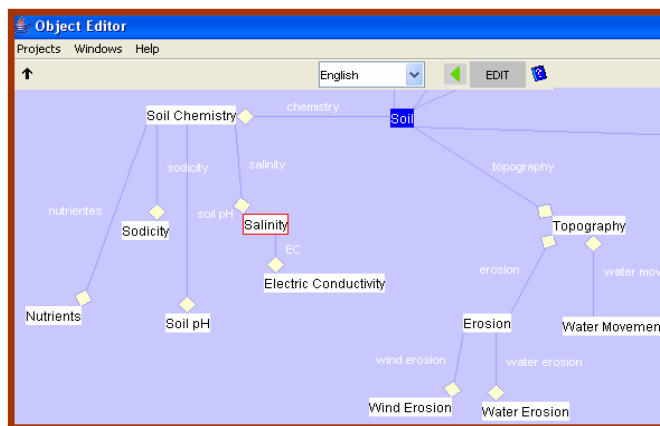 Object Editor
Projects Windows Help
English EDIT
chemistry
Soil Chemistry
Soil
sodicity
salinity
topography
nutrientes
soil pH
Salinity
Sodicity
Topography
EC
erosion
water mov
Electric Conductivity
Nutrients
Soil pH
Erosion
Water Movement
wind erosion
water erosion
Wind Erosion
Water Erosion